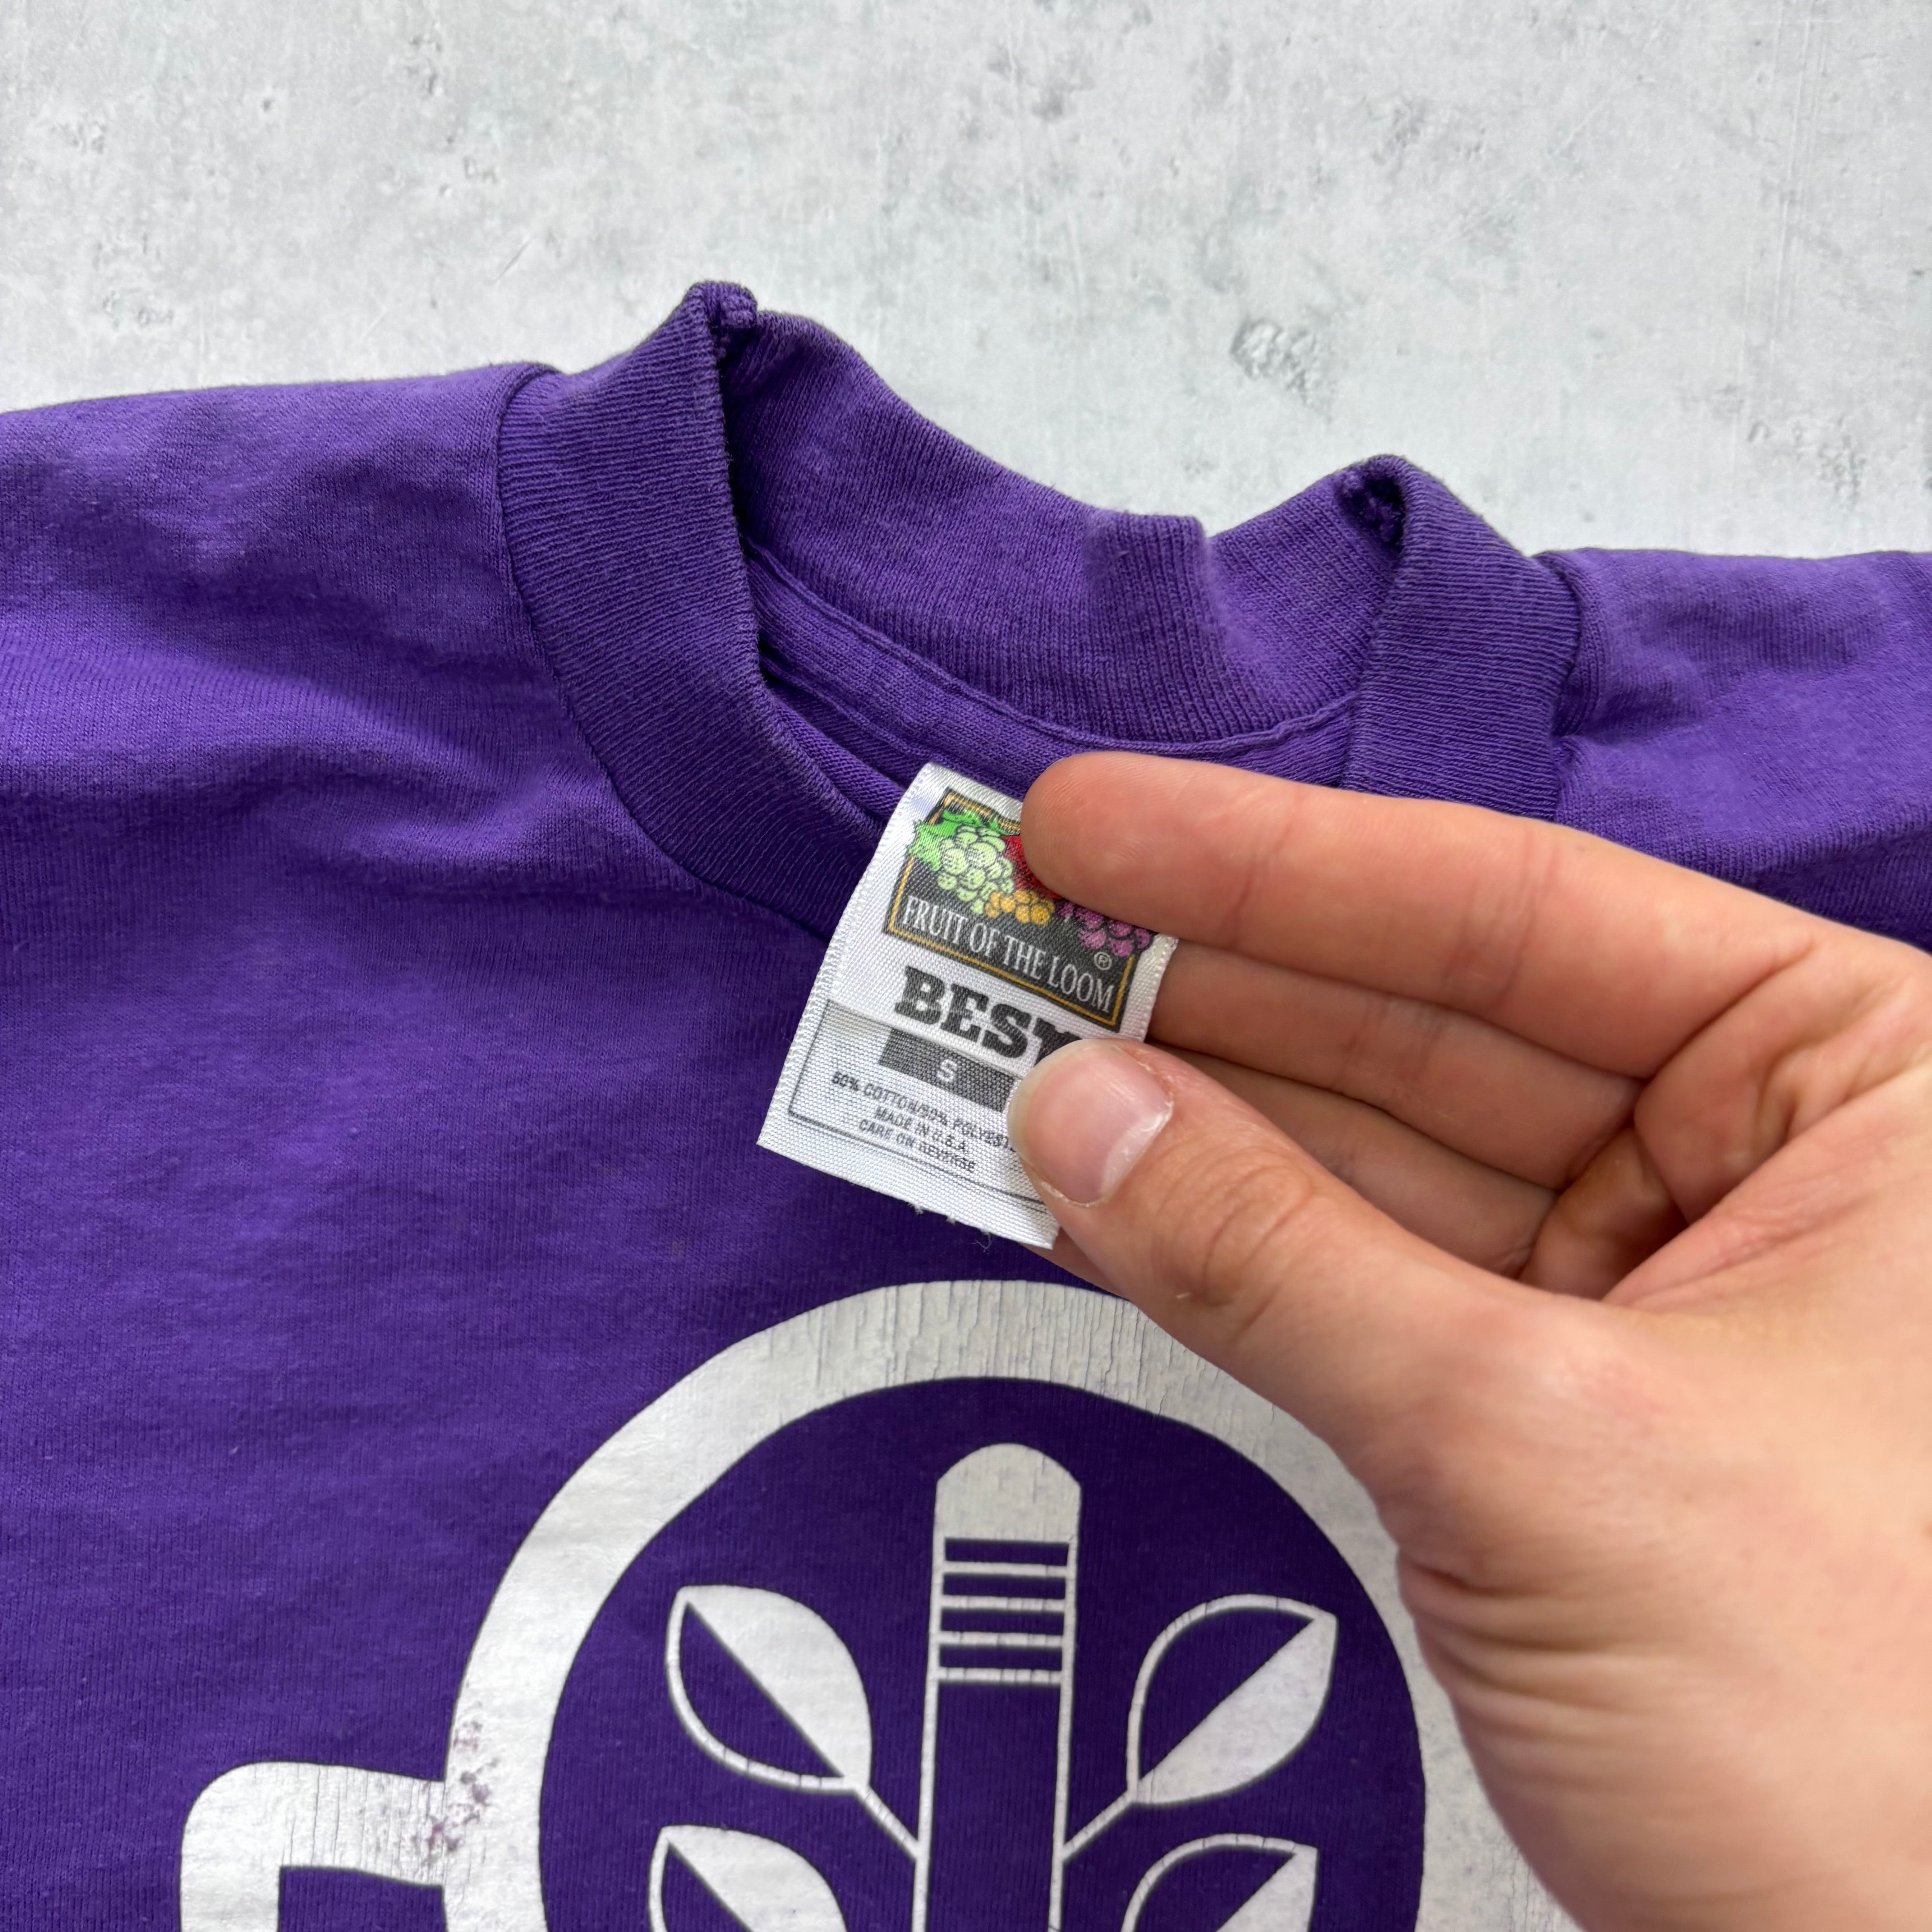 FRUIT OF THE LOOM
®
BEST
S
50% COTTON/50% POLYEST
MADE IN U.S.A.
CARE ON REVERSE